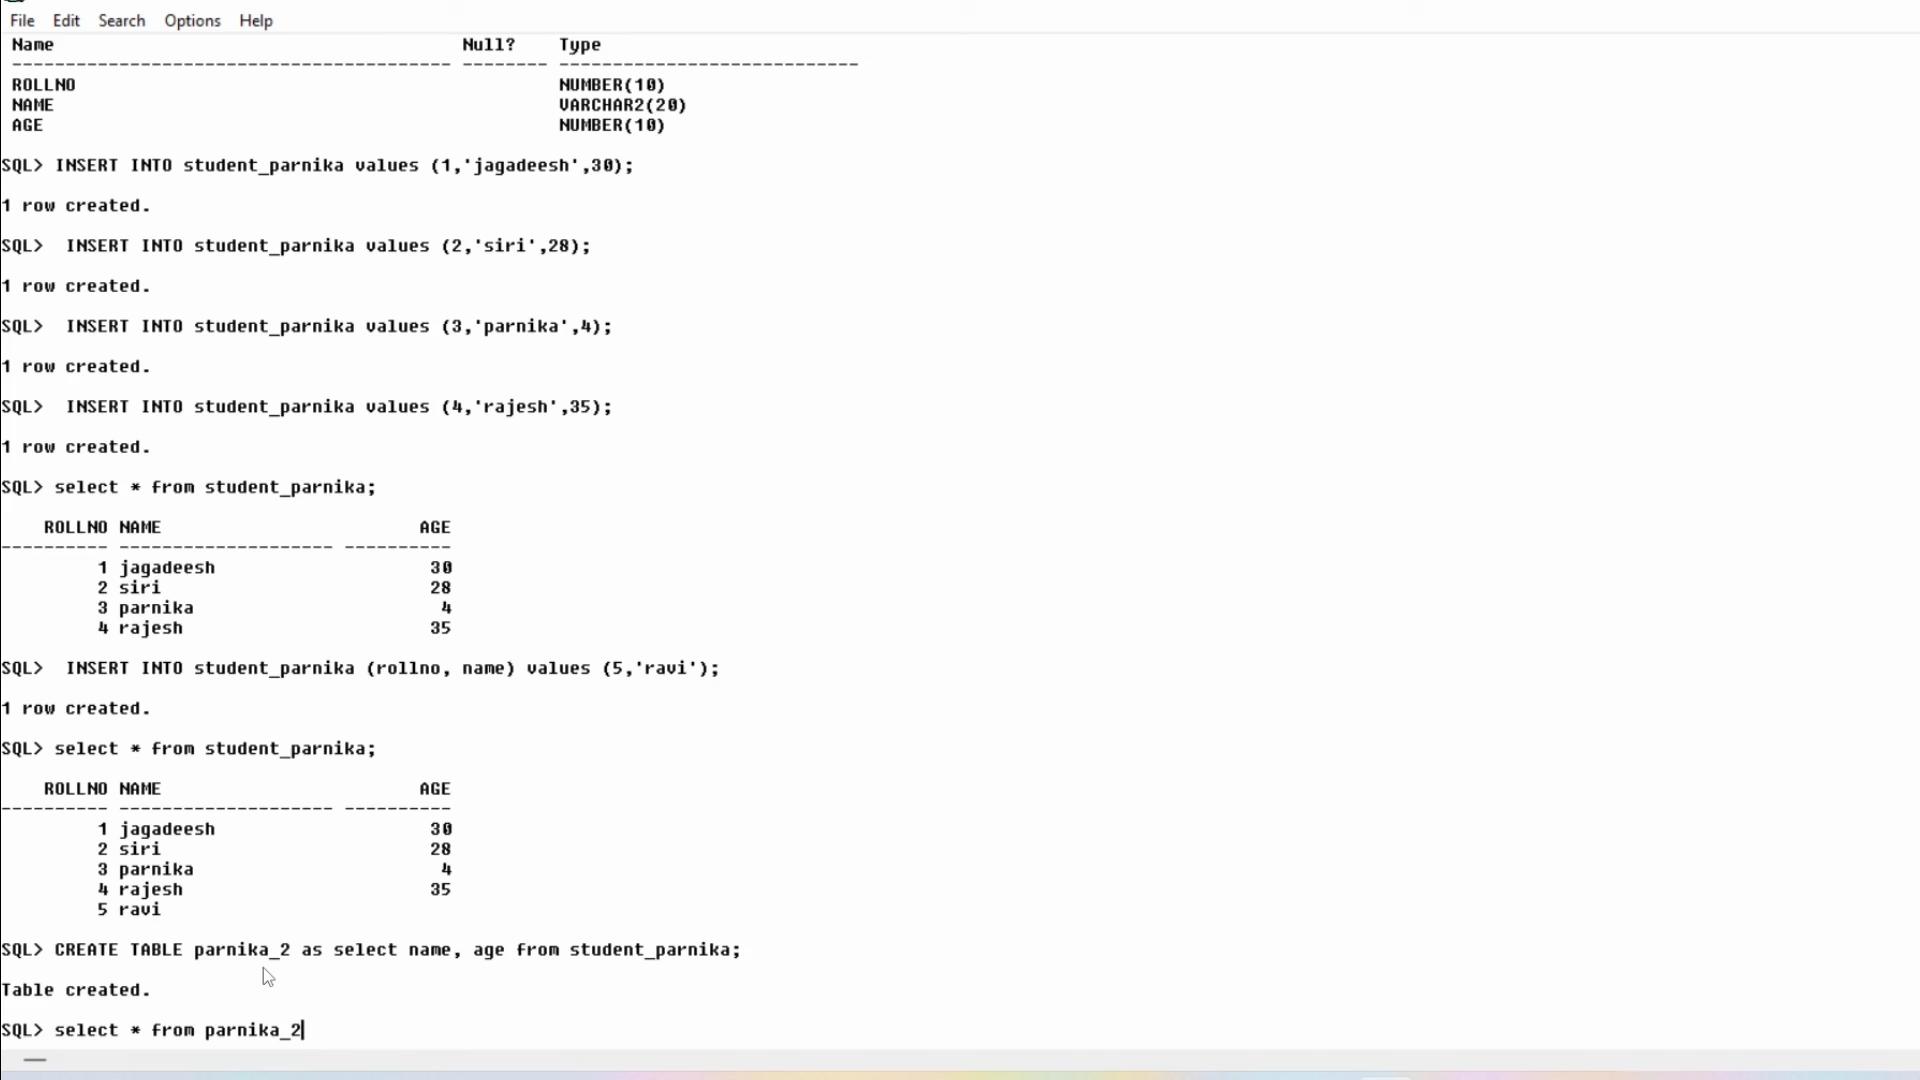 File Edit Search Options Help
Name Null? Type
----------------------------------------- -------- ----------------------------
ROLLNO NUMBER(10)
NAME VARCHAR2(20)
AGE NUMBER(10)
SQL> INSERT INTO student_parnika values (1,'jagadeesh',30);
1 row created.
SQL>  INSERT INTO student_parnika values (2,'siri',28);
1 row created.
SQL>  INSERT INTO student_parnika values (3,'parnika',4);
1 row created.
SQL>  INSERT INTO student_parnika values (4,'rajesh',35);
1 row created.
SQL> select * from student_parnika;
ROLLNO NAME AGE
---------- -------------------- ----------
1 jagadeesh 30
2 siri 28
3 parnika 4
4 rajesh 35
SQL>  INSERT INTO student_parnika (rollno, name) values (5,'ravi');
1 row created.
SQL> select * from student_parnika;
ROLLNO NAME AGE
---------- -------------------- ----------
1 jagadeesh 30
2 siri 28
3 parnika 4
4 rajesh 35
5 ravi
SQL> CREATE TABLE parnika_2 as select name, age from student_parnika;
Table created.
SQL> select * from parnika_2